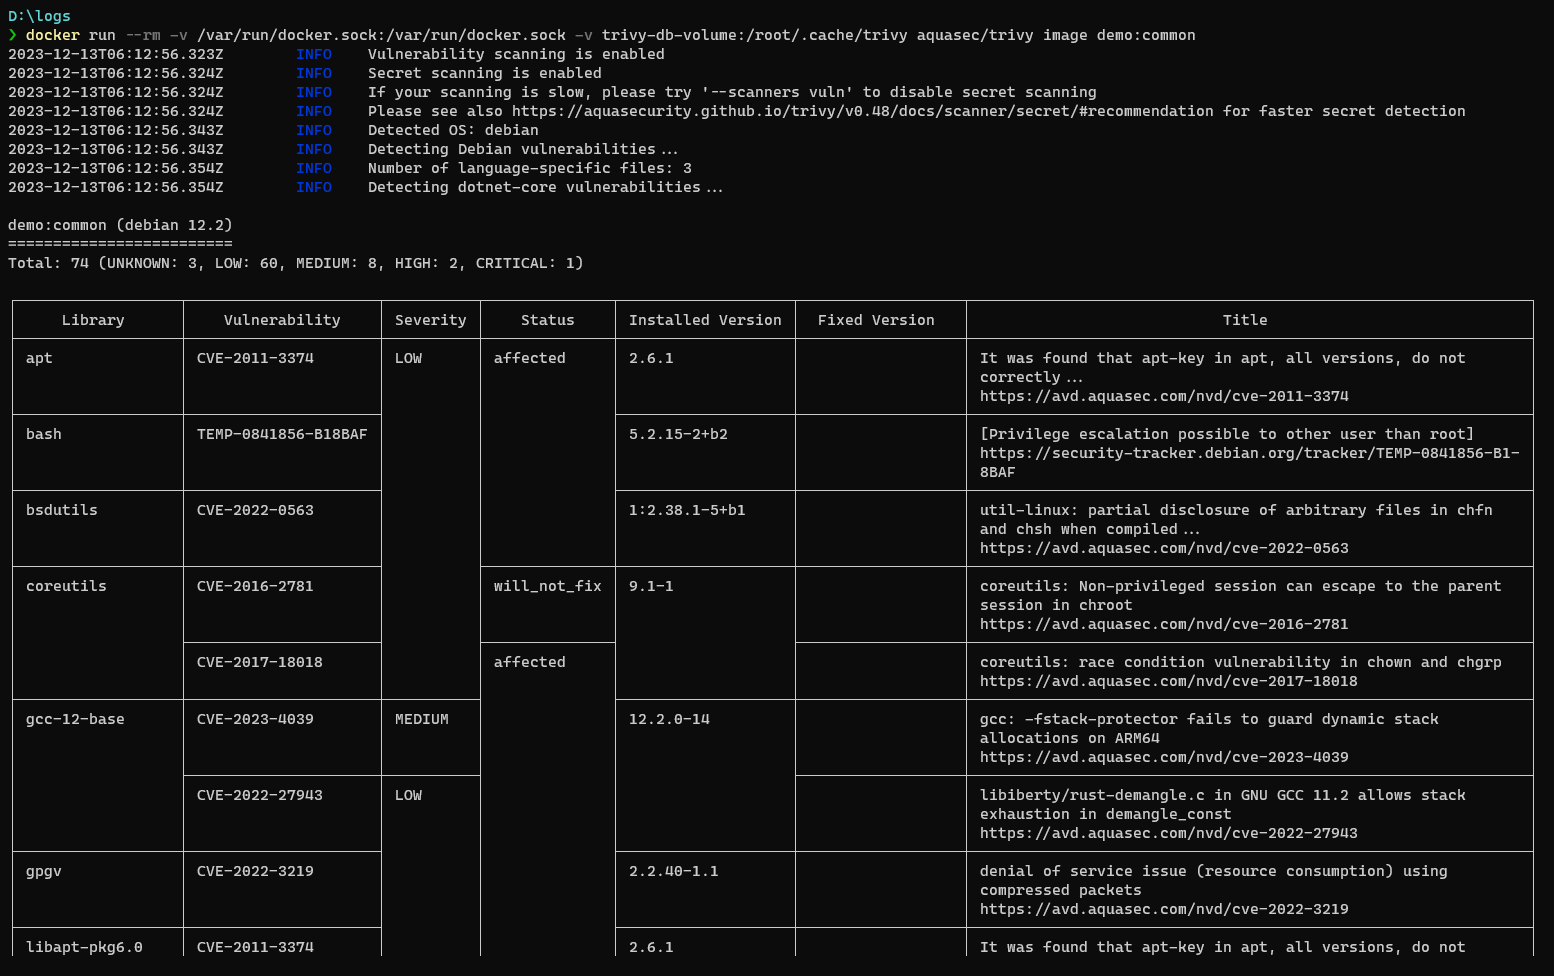 D:\logs
❯ docker run --rm -v /var/run/docker.sock:/var/run/docker.sock -v trivy-db-volume:/root/.cache/trivy aquasec/trivy image demo:common
2023-12-13T06:12:56.323Z INFO Vulnerability scanning is enabled
2023-12-13T06:12:56.324Z INFO Secret scanning is enabled
2023-12-13T06:12:56.324Z INFO If your scanning is slow, please try '--scanners vuln' to disable secret scanning
2023-12-13T06:12:56.324Z INFO Please see also https://aquasecurity.github.io/trivy/v0.48/docs/scanner/secret/#recommendation for faster secret detection
2023-12-13T06:12:56.343Z INFO Detected OS: debian
2023-12-13T06:12:56.343Z INFO Detecting Debian vulnerabilities...
2023-12-13T06:12:56.354Z INFO Number of language-specific files: 3
2023-12-13T06:12:56.354Z INFO Detecting dotnet-core vulnerabilities...
demo:common (debian 12.2)
=========================
Total: 74 (UNKNOWN: 3, LOW: 60, MEDIUM: 8, HIGH: 2, CRITICAL: 1)
Library Vulnerability Severity Status Installed Version Fixed Version Title
apt CVE-2011-3374 LOW affected 2.6.1 It was found that apt-key in apt, all versions, do not
correctly...
https://avd.aquasec.com/nvd/cve-2011-3374
bash TEMP-0841856-B18BAF 5.2.15-2+b2 [Privilege escalation possible to other user than root]
https://security-tracker.debian.org/tracker/TEMP-0841856-B1-
8BAF
bsdutils CVE-2022-0563 1:2.38.1-5+b1 util-linux: partial disclosure of arbitrary files in chfn
and chsh when compiled...
https://avd.aquasec.com/nvd/cve-2022-0563
coreutils CVE-2016-2781 will_not_fix 9.1-1 coreutils: Non-privileged session can escape to the parent
session in chroot
https://avd.aquasec.com/nvd/cve-2016-2781
CVE-2017-18018 affected coreutils: race condition vulnerability in chown and chgrp
https://avd.aquasec.com/nvd/cve-2017-18018
gcc-12-base CVE-2023-4039 MEDIUM 12.2.0-14 gcc: -fstack-protector fails to guard dynamic stack
allocations on ARM64
https://avd.aquasec.com/nvd/cve-2023-4039
CVE-2022-27943 LOW libiberty/rust-demangle.c in GNU GCC 11.2 allows stack
exhaustion in demangle_const
https://avd.aquasec.com/nvd/cve-2022-27943
gpgv CVE-2022-3219 2.2.40-1.1 denial of service issue (resource consumption) using
compressed packets
https://avd.aquasec.com/nvd/cve-2022-3219
libapt-pkg6.0 CVE-2011-3374 2.6.1 It was found that apt-key in apt, all versions, do not